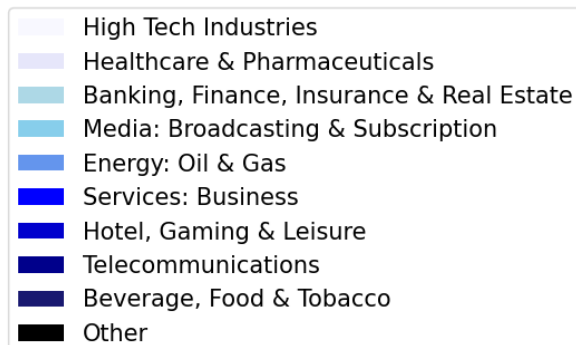 High Tech Industries
Healthcare & Pharmaceuticals
Banking, Finance, Insurance & Real Estate
Media: Broadcasting & Subscription
Energy: Oil & Gas
Services: Business
Hotel, Gaming & Leisure
Telecommunications
Beverage, Food & Tobacco
Other